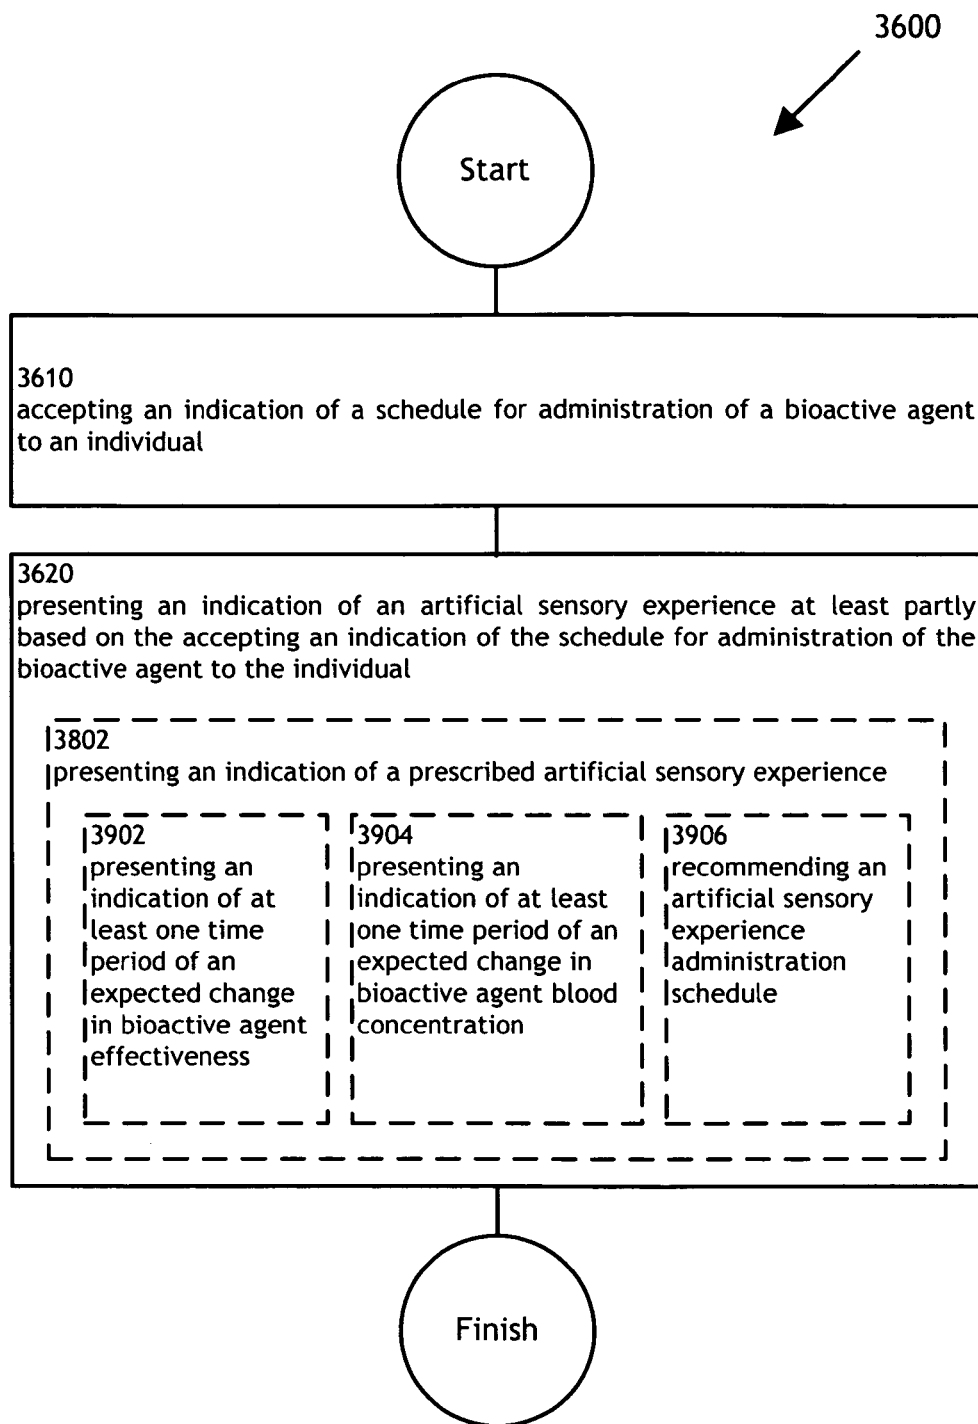 3600
Start
3610
accepting an indication of a schedule for administration of a bioactive agent
to an individual
3620
presenting an indication of an artificial sensory experience at least partly
based on the accepting an indication of the schedule for administration of the
bioactive agent to the individual
3802
presenting an indication of a prescribed artificial sensory experience
3902
presenting an
indication of at
least one time
period of an
expected change
in bioactive agent
effectiveness
3904
presenting an
indication of at least
one time period of an
expected change in
bioactive agent blood
concentration
3906
recommending an
artificial sensory
experience
administration
schedule
Finish